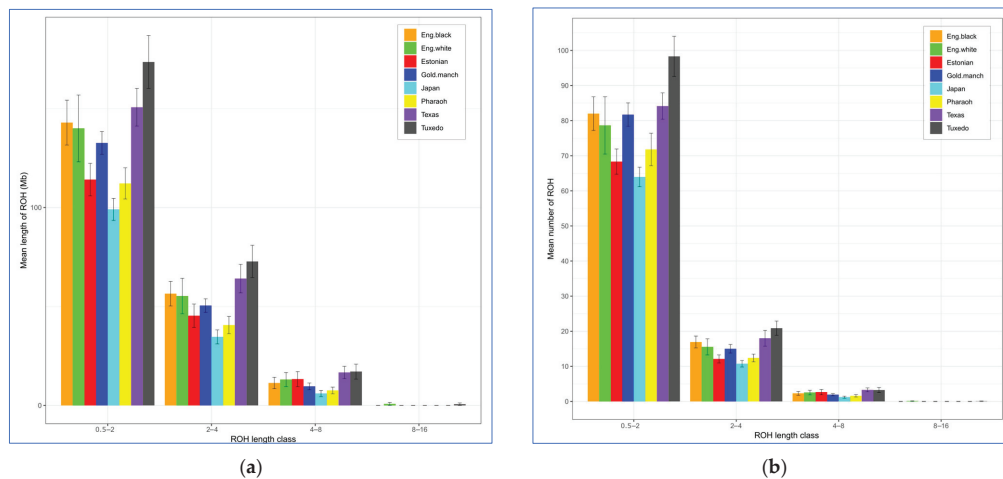 Mean length of ROH (Mb)
100
0
0.5–2
2–4
4–8
8–16
ROH length class
Eng.black
Eng.white
Estonian
Gold.manch
Japan
Pharaoh
Texas
Tuxedo
(a)
Mean number of ROH
100
90
80
70
60
50
40
30
20
10
0
0.5–2
2–4
4–8
8–16
ROH length class
Eng.black
Eng.white
Estonian
Gold.manch
Japan
Pharaoh
Texas
Tuxedo
(b)